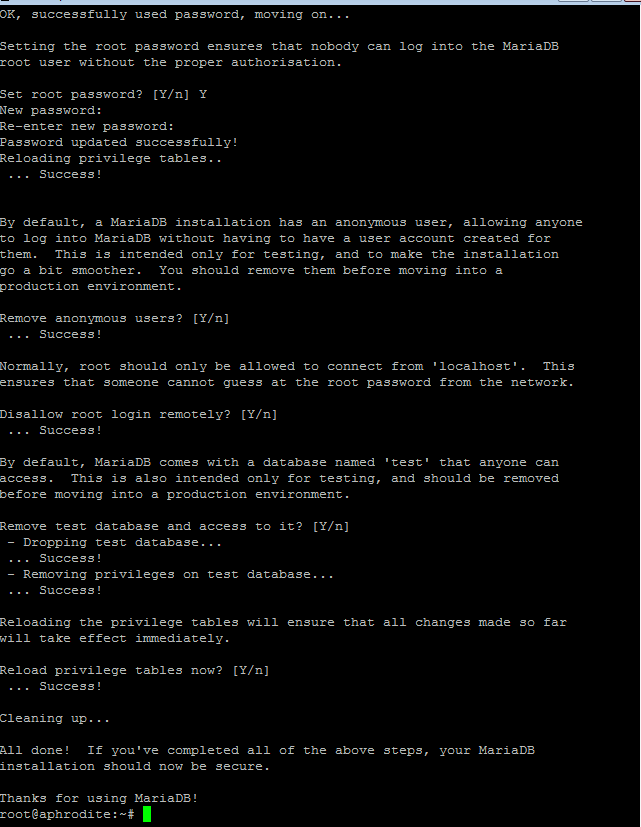 OK, successfully used password, moving on...
Setting the root password ensures that nobody can log into the MariaDB
root user without the proper authorisation.
Set root password? [Y/n] Y
New password:
Re-enter new password:
Password updated successfully!
Reloading privilege tables..
 ... Success!
By default, a MariaDB installation has an anonymous user, allowing anyone
to log into MariaDB without having to have a user account created for
them.  This is intended only for testing, and to make the installation
go a bit smoother.  You should remove them before moving into a
production environment.
Remove anonymous users? [Y/n]
 ... Success!
Normally, root should only be allowed to connect from 'localhost'.  This
ensures that someone cannot guess at the root password from the network.
Disallow root login remotely? [Y/n]
 ... Success!
By default, MariaDB comes with a database named 'test' that anyone can
access.  This is also intended only for testing, and should be removed
before moving into a production environment.
Remove test database and access to it? [Y/n]
 - Dropping test database...
 ... Success!
 - Removing privileges on test database...
 ... Success!
Reloading the privilege tables will ensure that all changes made so far
will take effect immediately.
Reload privilege tables now? [Y/n]
 ... Success!
Cleaning up...
All done!  If you've completed all of the above steps, your MariaDB
installation should now be secure.
Thanks for using MariaDB!
root@aphrodite:~#